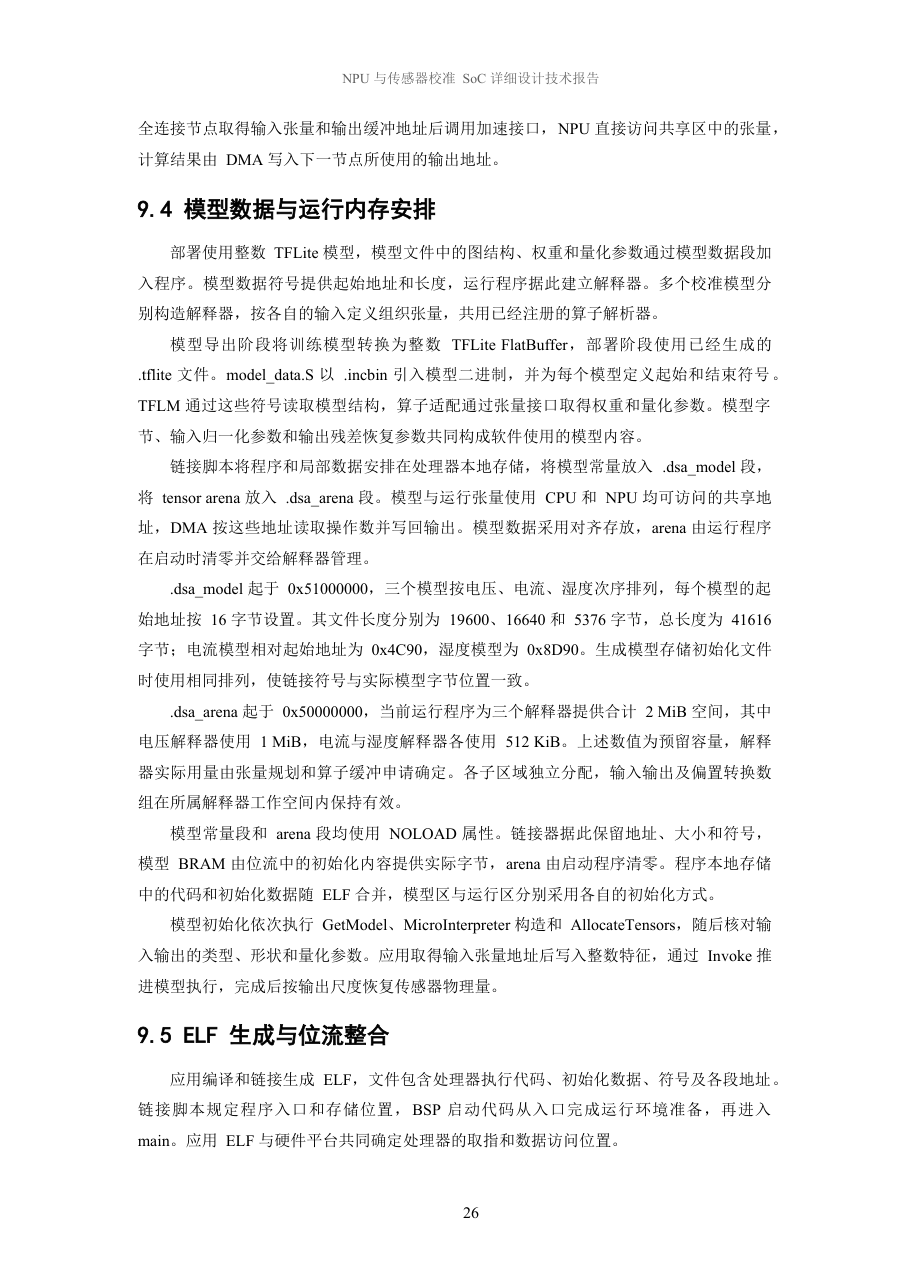 NPU 与传感器校准 SoC 详细设计技术报告
全连接节点取得输入张量和输出缓冲地址后调用加速接口，NPU 直接访问共享区中的张量，
计算结果由 DMA 写入下一节点所使用的输出地址。
9.4 模型数据与运行内存安排
部署使用整数 TFLite 模型，模型文件中的图结构、权重和量化参数通过模型数据段加
入程序。模型数据符号提供起始地址和长度，运行程序据此建立解释器。多个校准模型分
别构造解释器，按各自的输入定义组织张量，共用已经注册的算子解析器。
模型导出阶段将训练模型转换为整数 TFLite FlatBuffer，部署阶段使用已经生成的
.tflite 文件。model_data.S 以 .incbin 引入模型二进制，并为每个模型定义起始和结束符号。
TFLM 通过这些符号读取模型结构，算子适配通过张量接口取得权重和量化参数。模型字
节、输入归一化参数和输出残差恢复参数共同构成软件使用的模型内容。
链接脚本将程序和局部数据安排在处理器本地存储，将模型常量放入 .dsa_model 段，
将 tensor arena 放入 .dsa_arena 段。模型与运行张量使用 CPU 和 NPU 均可访问的共享地
址，DMA 按这些地址读取操作数并写回输出。模型数据采用对齐存放，arena 由运行程序
在启动时清零并交给解释器管理。
.dsa_model 起于 0x51000000，三个模型按电压、电流、湿度次序排列，每个模型的起
始地址按 16 字节设置。其文件长度分别为 19600、16640 和 5376 字节，总长度为 41616
字节；电流模型相对起始地址为 0x4C90，湿度模型为 0x8D90。生成模型存储初始化文件
时使用相同排列，使链接符号与实际模型字节位置一致。
.dsa_arena 起于 0x50000000，当前运行程序为三个解释器提供合计 2 MiB 空间，其中
电压解释器使用 1 MiB，电流与湿度解释器各使用 512 KiB。上述数值为预留容量，解释
器实际用量由张量规划和算子缓冲申请确定。各子区域独立分配，输入输出及偏置转换数
组在所属解释器工作空间内保持有效。
模型常量段和 arena 段均使用 NOLOAD 属性。链接器据此保留地址、大小和符号，
模型 BRAM 由位流中的初始化内容提供实际字节，arena 由启动程序清零。程序本地存储
中的代码和初始化数据随 ELF 合并，模型区与运行区分别采用各自的初始化方式。
模型初始化依次执行 GetModel、MicroInterpreter 构造和 AllocateTensors，随后核对输
入输出的类型、形状和量化参数。应用取得输入张量地址后写入整数特征，通过 Invoke 推
进模型执行，完成后按输出尺度恢复传感器物理量。
9.5 ELF 生成与位流整合
应用编译和链接生成 ELF，文件包含处理器执行代码、初始化数据、符号及各段地址。
链接脚本规定程序入口和存储位置，BSP 启动代码从入口完成运行环境准备，再进入
main。应用 ELF 与硬件平台共同确定处理器的取指和数据访问位置。
26